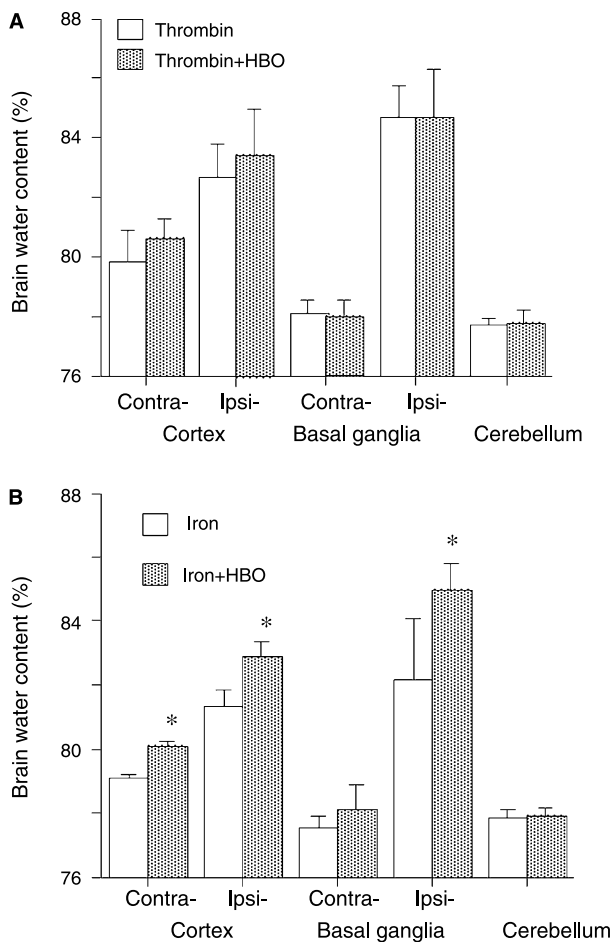 A
Brain water content (%)
88
84
80
76
Thrombin
Thrombin+HBO
Contra- Ipsi- Contra- Ipsi-
Cortex Basal ganglia Cerebellum
B
Brain water content (%)
88
84
80
76
Iron
Iron+HBO
* * *
Contra- Ipsi- Contra- Ipsi-
Cortex Basal ganglia Cerebellum